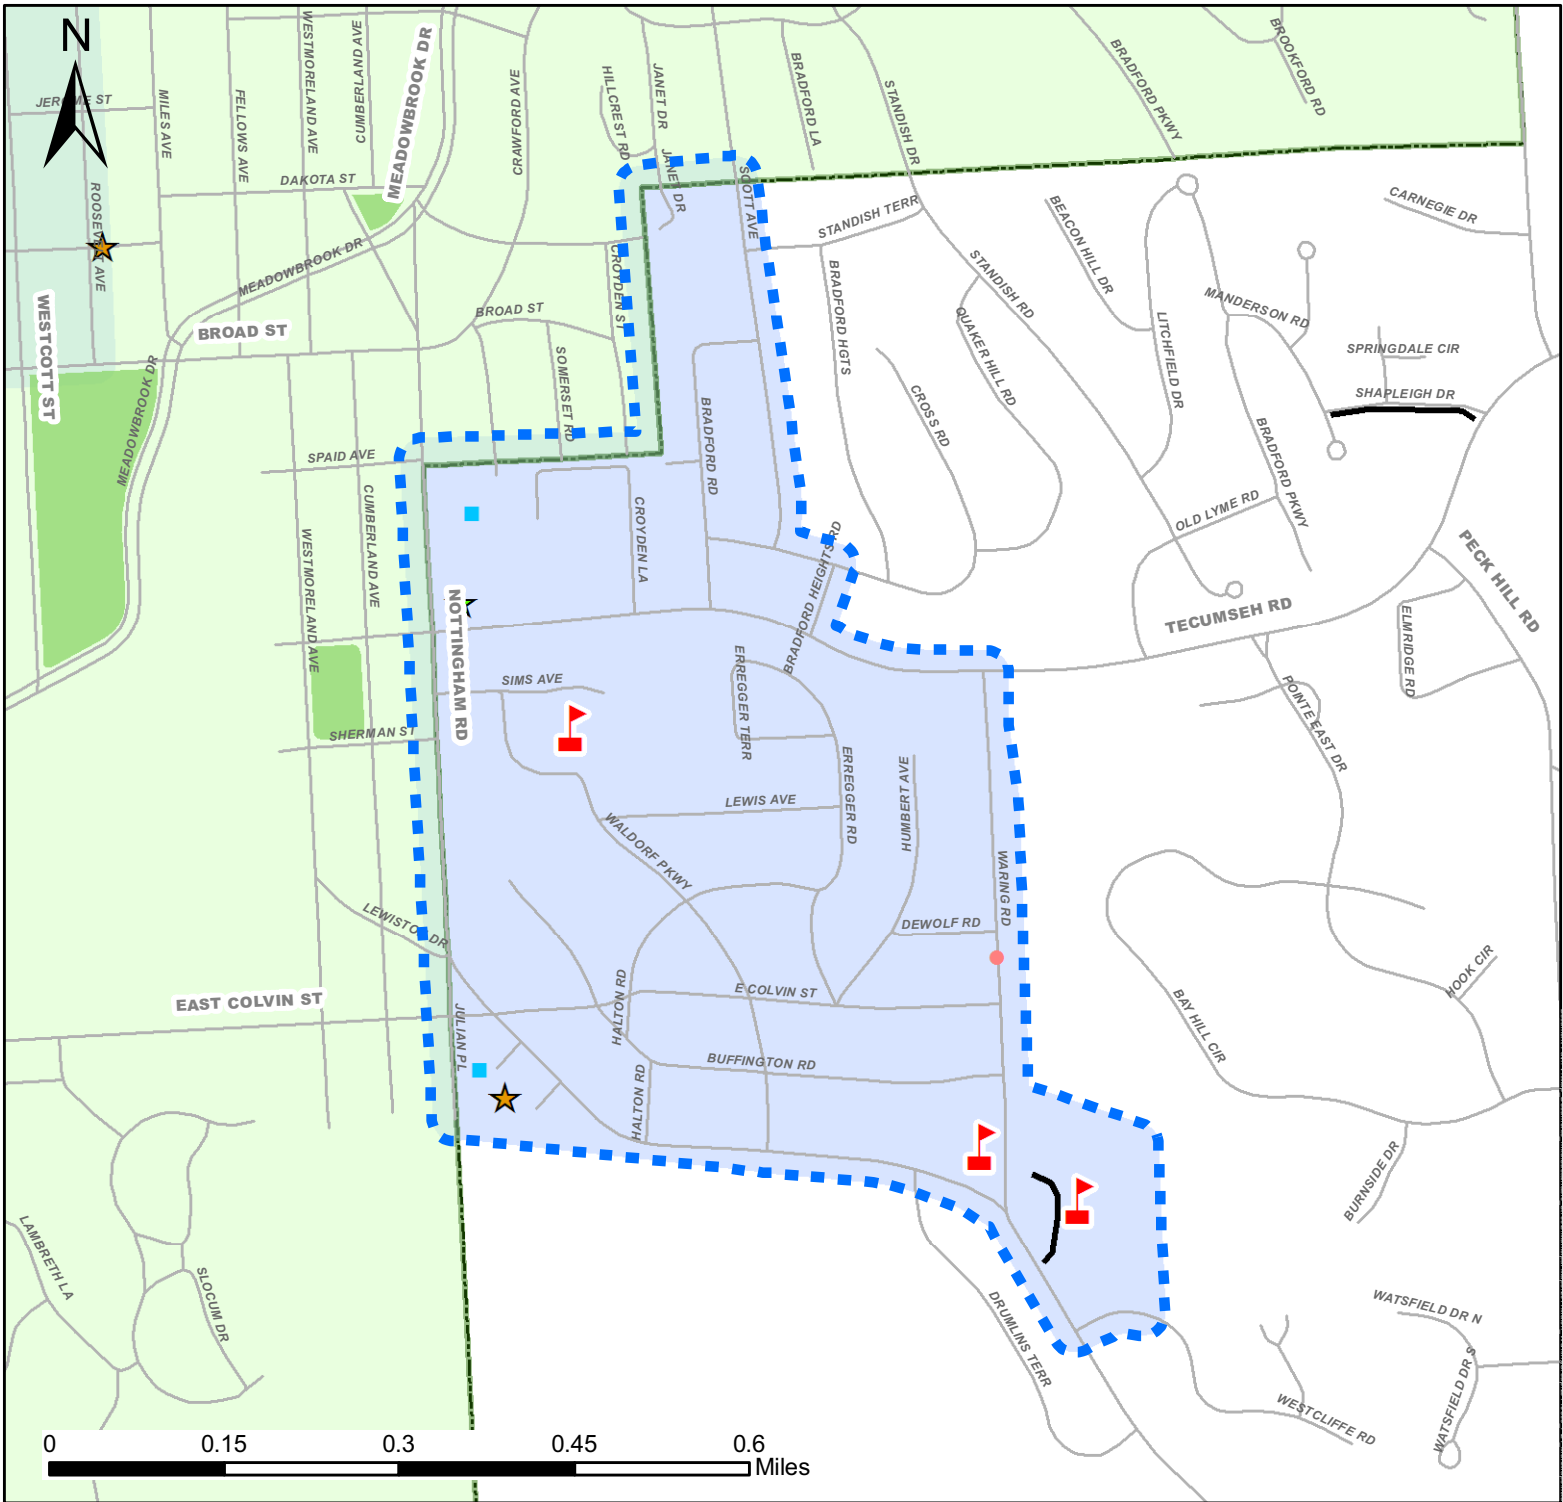 N
JEROME ST
MILES AVE
FELLOWS AVE
WESTMORELAND AVE
CUMBERLAND AVE
MEADOWBROOK DR
CRAWFORD AVE
HILLCREST RD
JANET DR
JANET DR
SCOTT AVE
BRADFORD LA
STANDISH DR
BRADFORD PKWY
BROOKFORD RD
DAKOTA ST
ROOSEVELT AVE
MEADOWBROOK DR
CROYDEN ST
STANDISH TERR
BEACON HILL DR
CARNEGIE DR
STANDISH RD
WESTCOTT ST
BROAD ST
BROAD ST
BRADFORD HGTS
QUAKER HILL RD
LITCHFIELD DR
MANDERSON RD
SPRINGDALE CIR
SHAPLEIGH DR
MEADOWBROOK DR
SOMERSET RD
BRADFORD RD
CROSS RD
BRADFORD PKWY
SPAID AVE
CUMBERLAND AVE
CROYDEN LA
OLD LYME RD
WESTMORELAND AVE
NOTTINGHAM RD
BRADFORD HEIGHTS RD
TECUMSEH RD
PECK HILL RD
ELMRIDGE RD
SIMS AVE
ERREGGER TERR
POINTE EAST DR
SHERMAN ST
LEWIS AVE
ERREGGER RD
HUMBERT AVE
WALDORF PKWY
WARING RD
LEWISTON DR
DEWOLF RD
HALTON RD
E COLVIN ST
HOOK CIR
EAST COLVIN ST
JULIAN PL
BAY HILL CIR
BUFFINGTON RD
HALTON RD
BURNSIDE DR
LAMBRETH LA
SLOCUM DR
DRUMLINS TERR
WATSFIELD DR N
WATSFIELD DR S
WESTCLIFFE RD
0 0.15 0.3 0.45 0.6
Miles